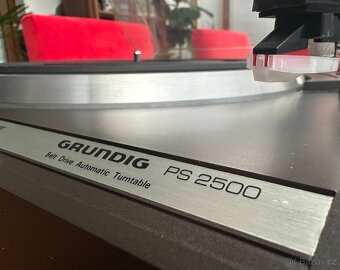 GRUNDIG PS 2500
Belt Drive Automatic Turntable